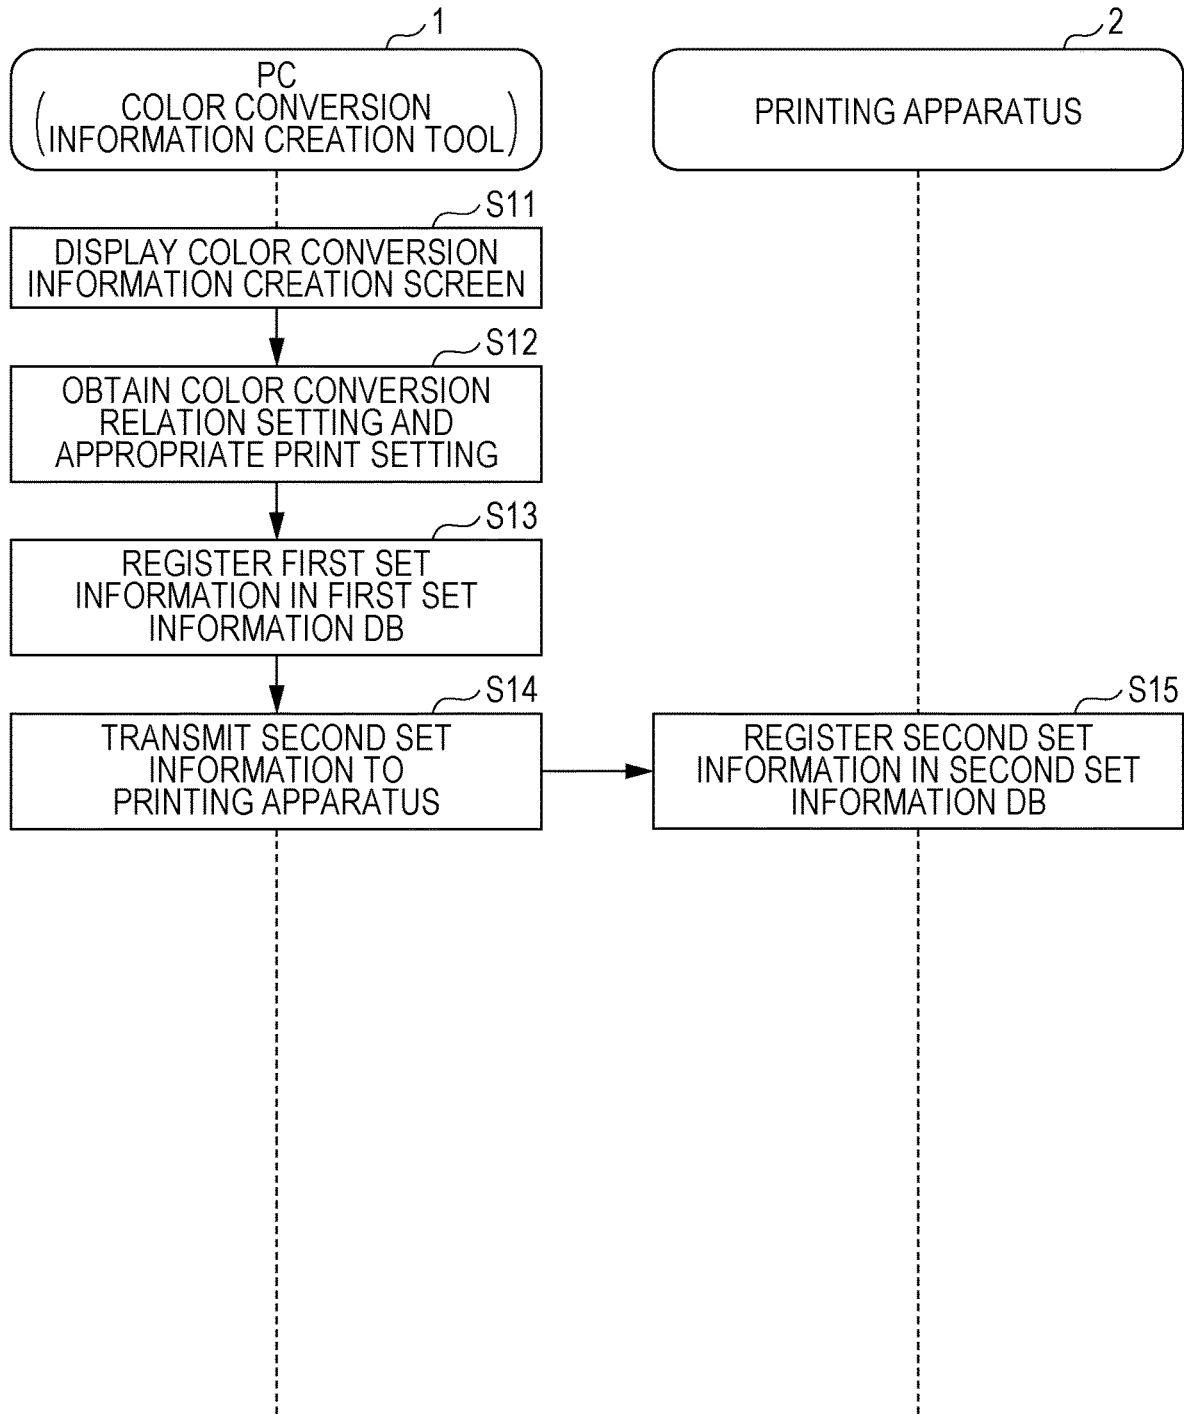 1
PC
COLOR CONVERSION
INFORMATION CREATION TOOL
2
PRINTING APPARATUS
S11
DISPLAY COLOR CONVERSION
INFORMATION CREATION SCREEN
S12
OBTAIN COLOR CONVERSION
RELATION SETTING AND
APPROPRIATE PRINT SETTING
S13
REGISTER FIRST SET
INFORMATION IN FIRST SET
INFORMATION DB
S14
TRANSMIT SECOND SET
INFORMATION TO
PRINTING APPARATUS
S15
REGISTER SECOND SET
INFORMATION IN SECOND SET
INFORMATION DB